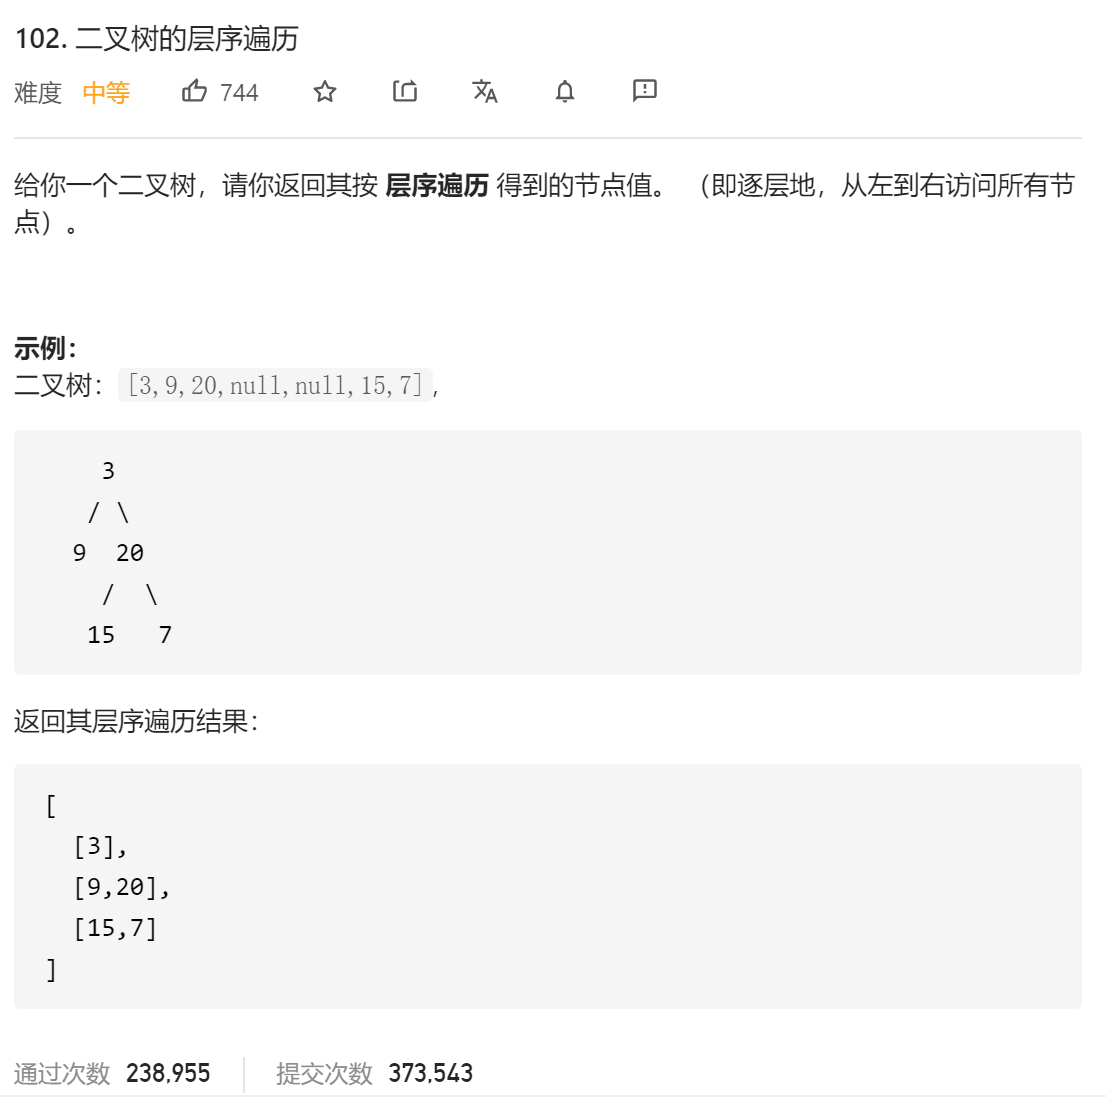 102. 二叉树的层序遍历
难度 中等 744
给你一个二叉树，请你返回其按 层序遍历 得到的节点值。 （即逐层地，从左到右访问所有节
点）。
示例：
二叉树：[3,9,20,null,null,15,7],
3
/ \
9 20
/ \
15 7
返回其层序遍历结果：
[
[3],
[9,20],
[15,7]
]
通过次数 238,955 提交次数 373,543